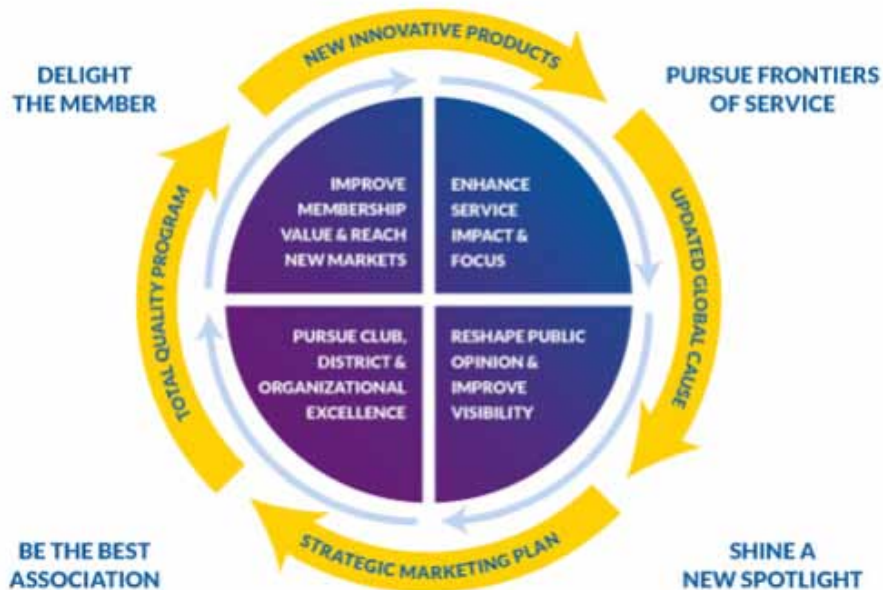 NEW INNOVATIVE PRODUCTS
DELIGHT
THE MEMBER
PURSUE FRONTIERS
OF SERVICE
IMPROVE
MEMBERSHIP
VALUE & REACH
NEW MARKETS
ENHANCE
SERVICE
IMPACT &
FOCUS
TOTAL QUALITY PROGRAM
UPDATED GLOBAL CAUSE
PURSUE CLUB,
DISTRICT &
ORGANIZATIONAL
EXCELLENCE
RESHAPE PUBLIC
OPINION &
IMPROVE
VISIBILITY
STRATEGIC MARKETING PLAN
BE THE BEST
ASSOCIATION
SHINE A
NEW SPOTLIGHT